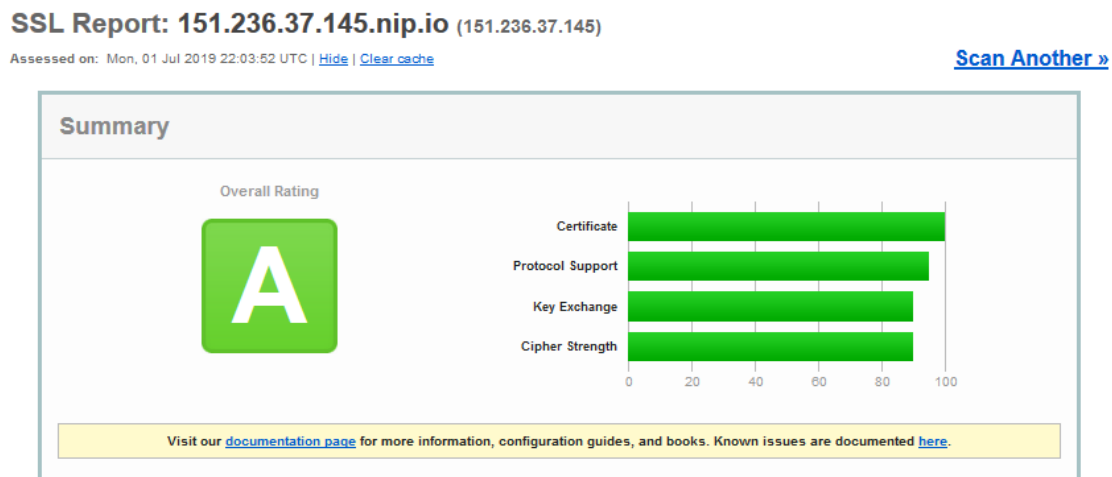 SSL Report: 151.236.37.145.nip.io (151.236.37.145)
Assessed on: Mon, 01 Jul 2019 22:03:52 UTC | Hide | Clear cache
Scan Another »
Summary
Overall Rating
A
Certificate
Protocol Support
Key Exchange
Cipher Strength
0 20 40 60 80 100
Visit our documentation page for more information, configuration guides, and books. Known issues are documented here.